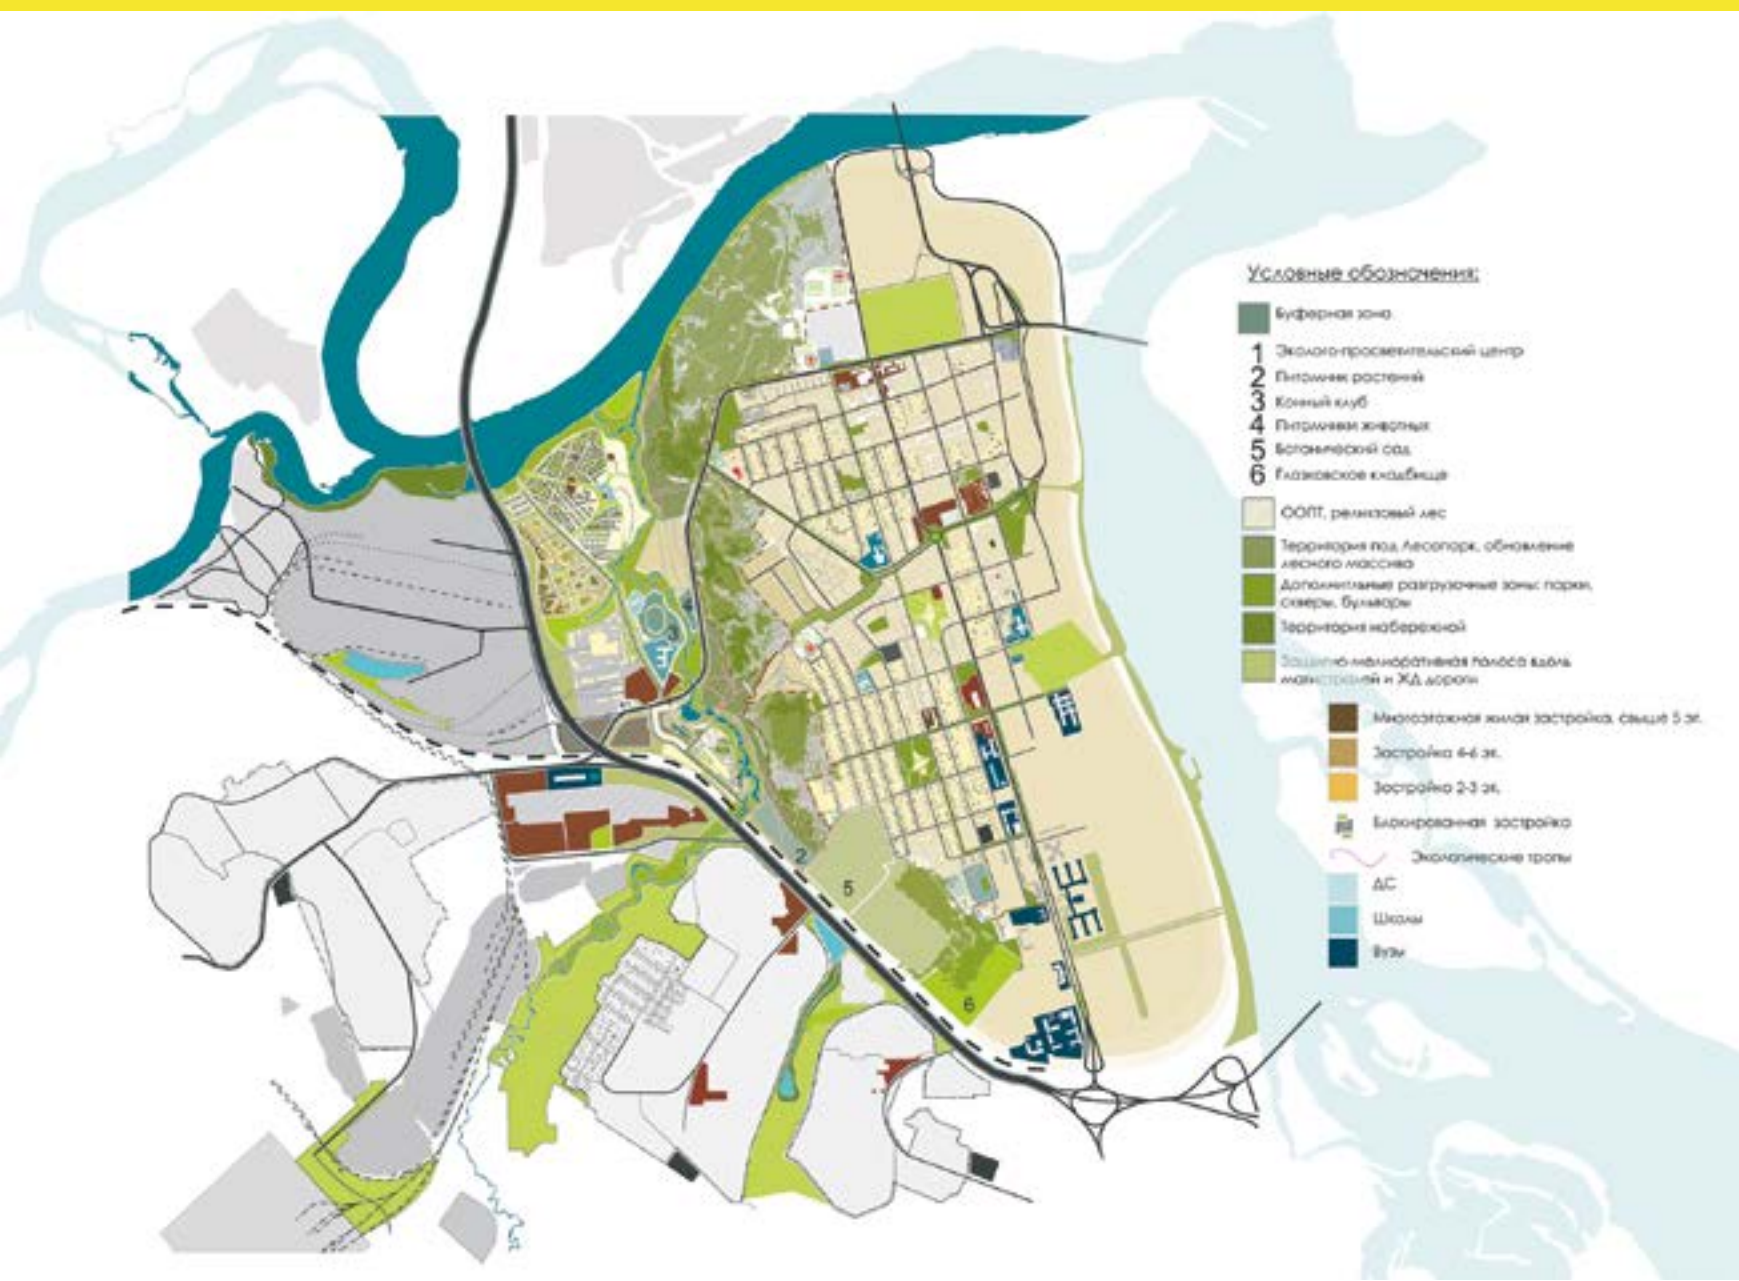 Условные обозначения:
Буферная зона
1 Эколого-просветительский центр
2 Питомник растений
3 Конный клуб
4 Питомники животных
5 Ботанический сад
6 Глазковское кладбище
ООПТ, реликтовый лес
Территория под Лесопарк, обновление
лесного массива
Дополнительные разгрузочные зоны: парки,
скверы, бульвары
Территория набережной
Защитно-мелиоративная полоса вдоль
магистралей и ЖД дороги
Многоэтажная жилая застройка, свыше 5 эт.
Застройка 4-6 эт.
Застройка 2-3 эт.
Блокированная застройка
Экологические тропы
ДС
Школы
Вузы
3
2
5
6